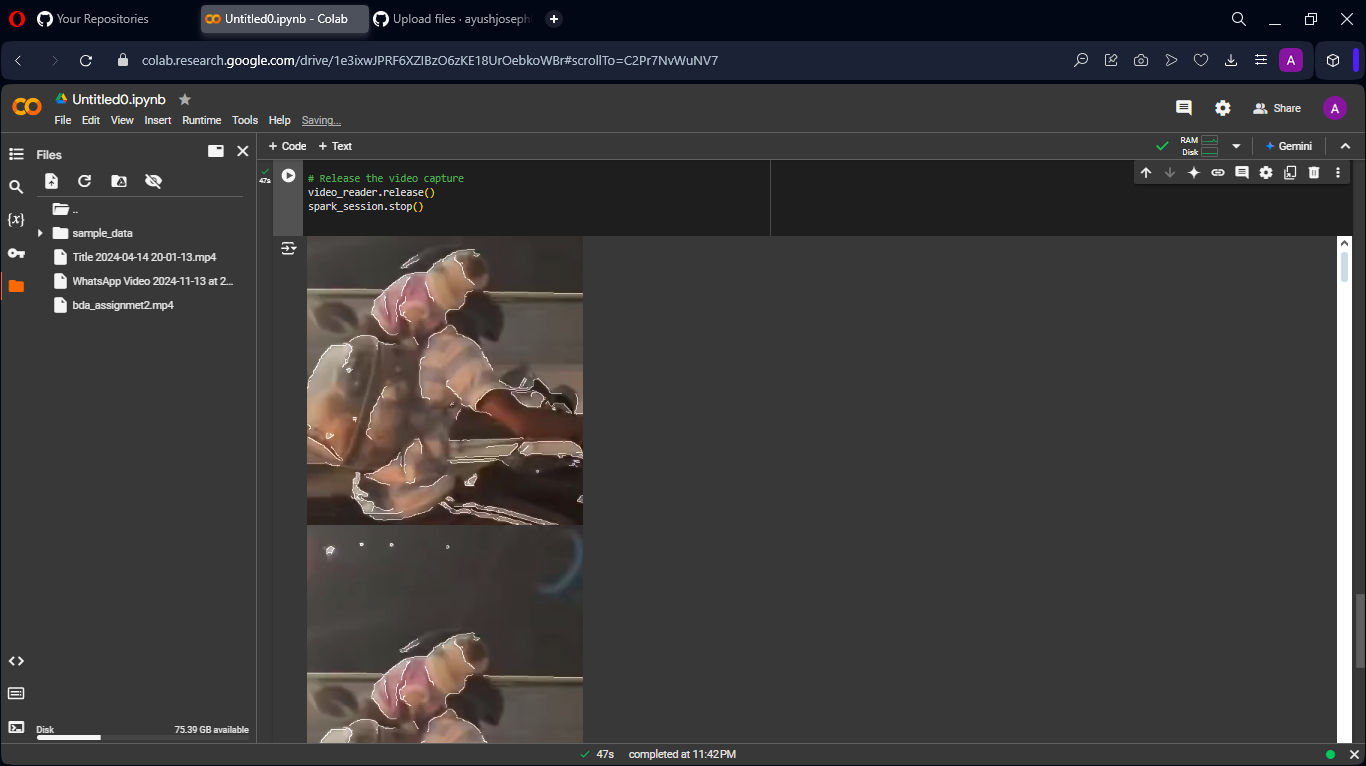 Your Repositories
Untitled0.ipynb - Colab
Upload files · ayushjoseph
colab.research.google.com/drive/1e3ixwJPRF6XZIBzO6zKE18UrOebkoWBr#scrollTo=C2Pr7NvWuNV7
A
CO
Untitled0.ipynb
File Edit View Insert Runtime Tools Help Saving...
Share
A
Files
+ Code + Text
RAM
Disk
Gemini
..
sample_data
Title 2024-04-14 20-01-13.mp4
WhatsApp Video 2024-11-13 at 2...
bda_assignmet2.mp4
{x}
47s
# Release the video capture
video_reader.release()
spark_session.stop()
Disk 75.39 GB available
47s completed at 11:42 PM